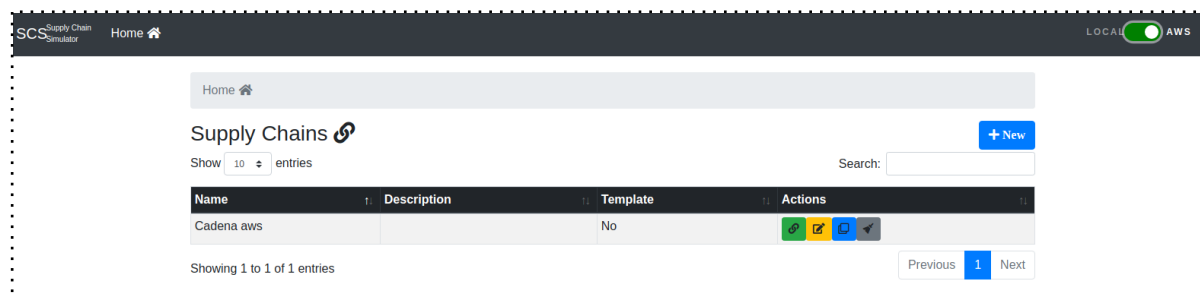 SCS Supply Chain Simulator Home LOCAL AWS
Home
Supply Chains
New
Show 10 entries Search:
Name Description Template Actions
Cadena aws No
Showing 1 to 1 of 1 entries Previous 1 Next